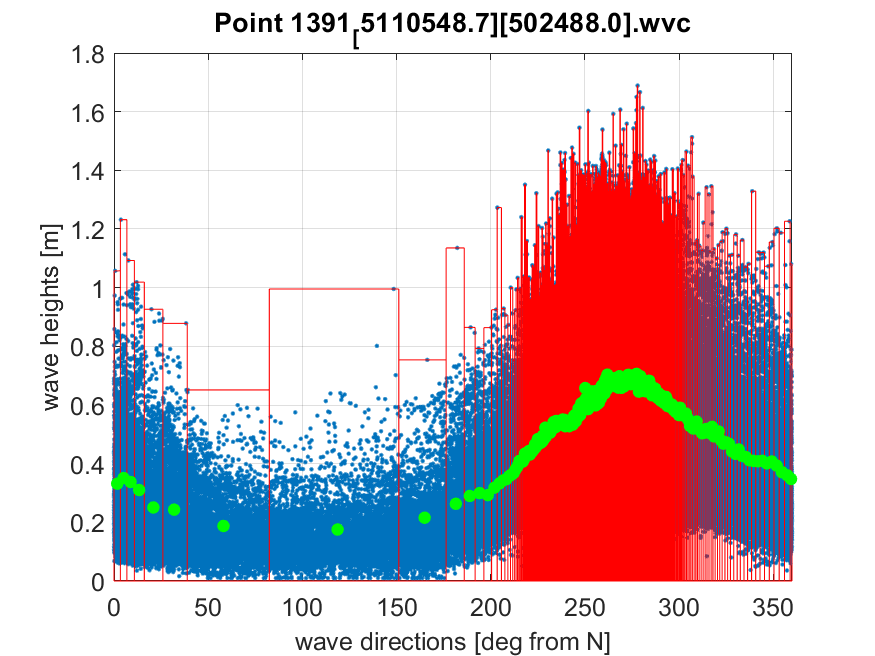 Point 1391[5110548.7][502488.0].wvc
1.8
1.6
1.4
1.2
1
0.8
0.6
0.4
0.2
0
wave heights [m]
0 50 100 150 200 250 300 350
wave directions [deg from N]